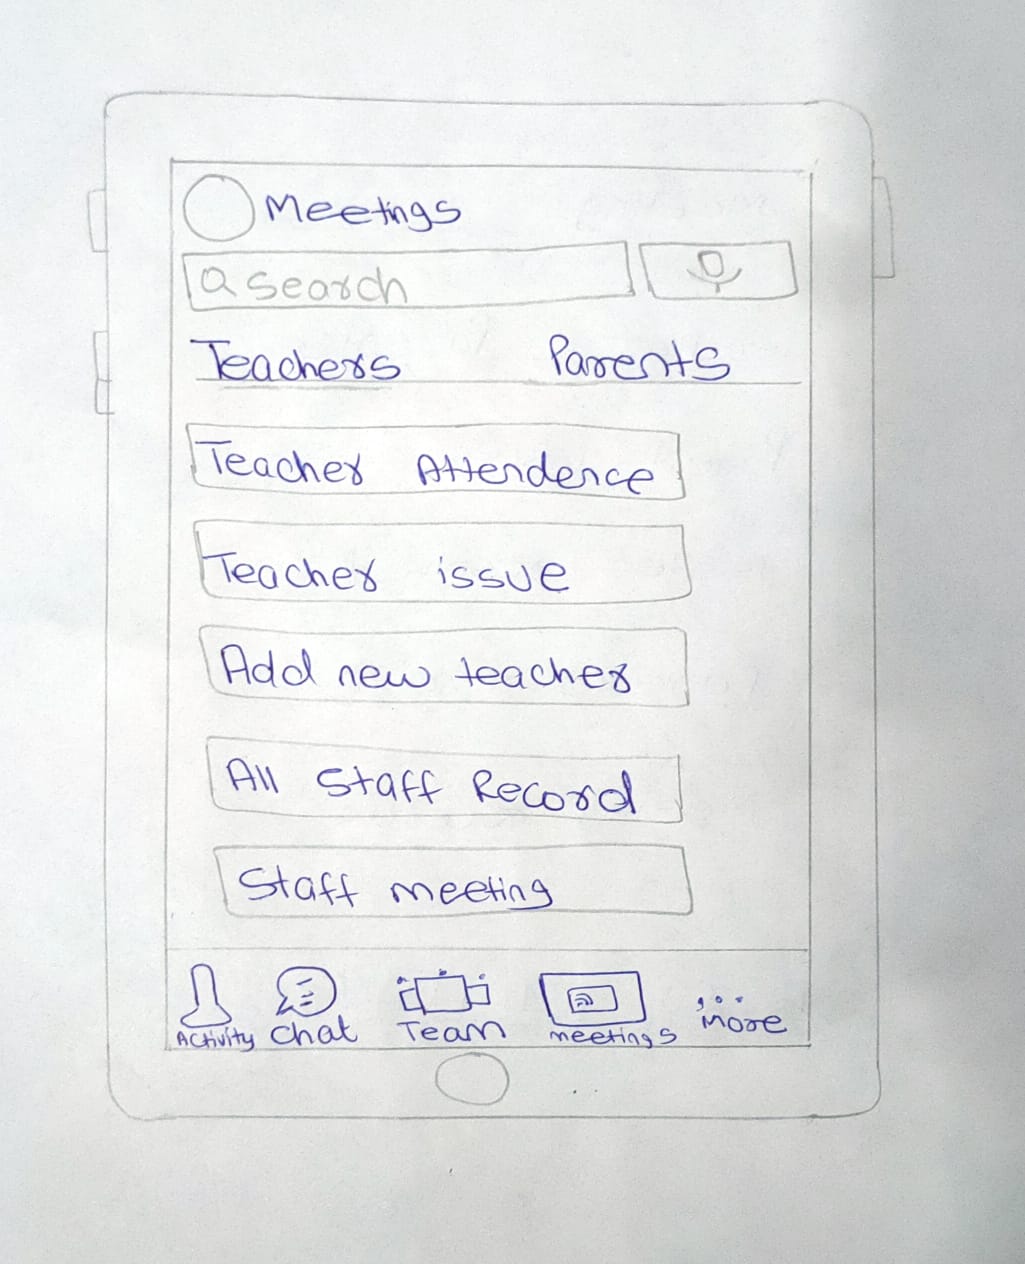 Meetings
Search
Teachers Parents
Teacher Attendence
Teacher issue
Add new teacher
All Staff Record
Staff meeting
Activity Chat Team meetings More